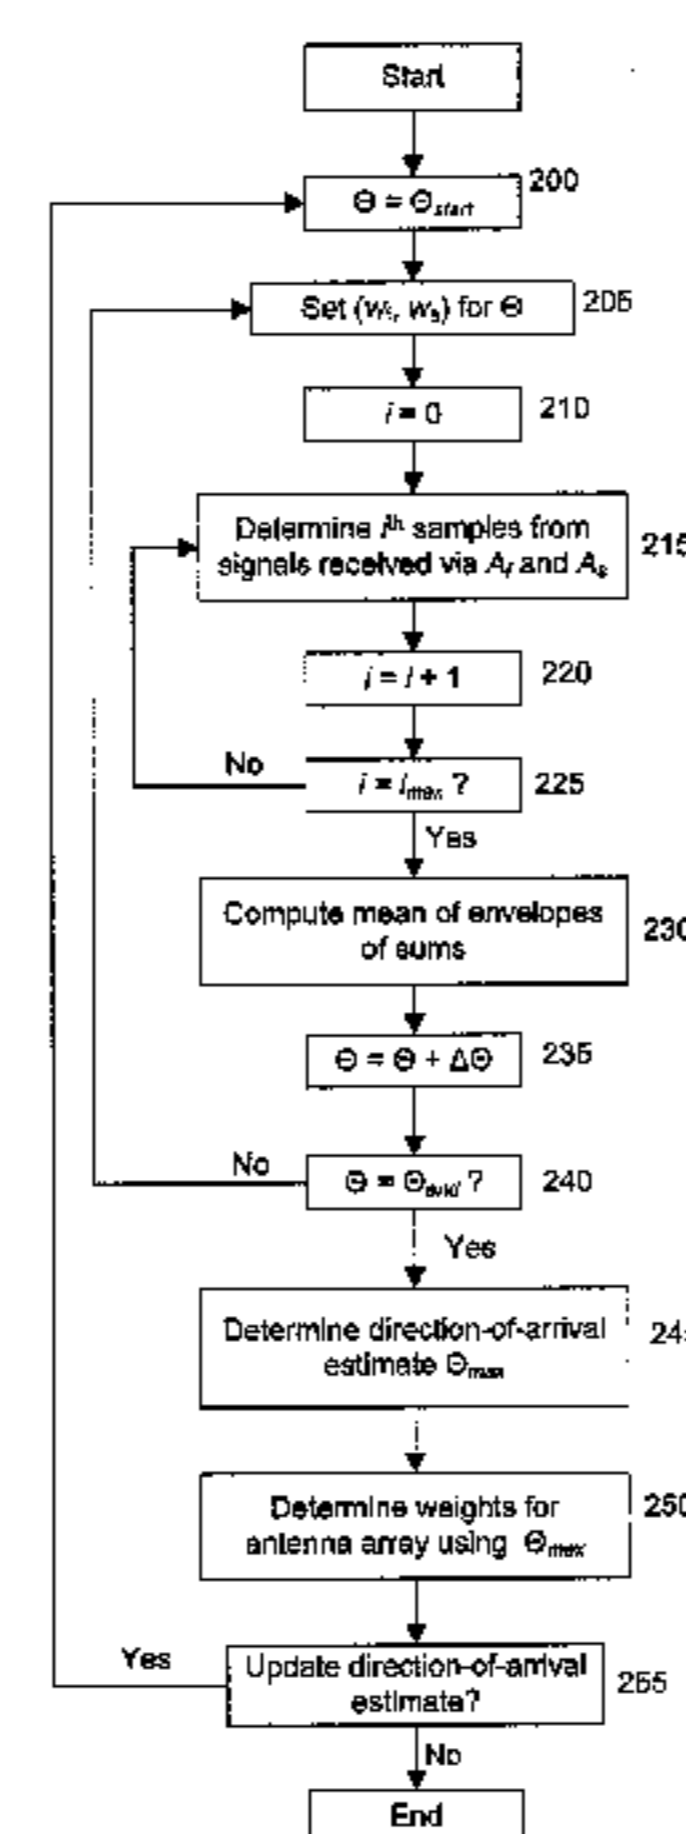 Start
Θ = Θstart
200
Set (wr, ws) for Θ
205
i = 0
210
Determine ith samples from
signals received via Ar and As
215
i = i + 1
220
No
i = imax ?
225
Yes
Compute mean of envelopes
of sums
230
Θ = Θ + ΔΘ
235
No
Θ = Θend ?
240
Yes
Determine direction-of-arrival
estimate Θmax
24
Determine weights for
antenna array using Θmax
250
Yes
Update direction-of-arrival
estimate?
255
No
End